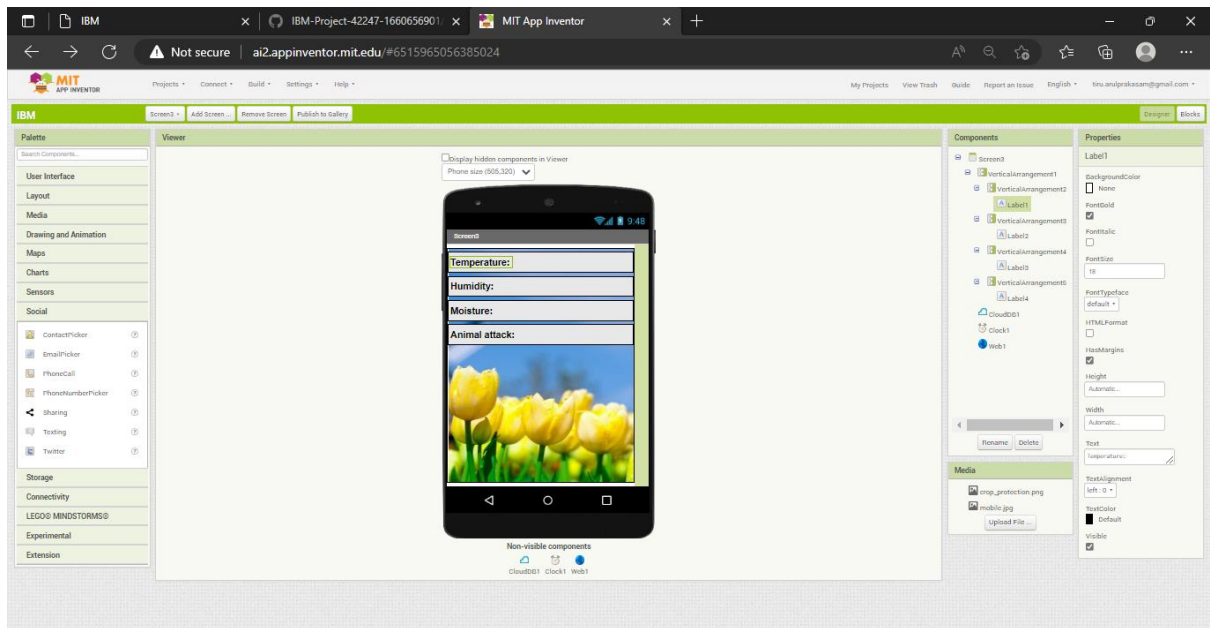 IBM
IBM-Project-42247-1660656901
MIT App Inventor
Not secure
ai2.appinventor.mit.edu/#6515965056385024
MIT
APP INVENTOR
Projects
Connect
Build
Settings
Help
My Projects
View Trash
Guide
Report an Issue
English
tiru.arulprakasam@gmail.com
IBM
Screen3
Add Screen...
Remove Screen
Publish to Gallery
Designer
Blocks
Palette
Search Components...
User Interface
Layout
Media
Drawing and Animation
Maps
Charts
Sensors
Social
ContactPicker
EmailPicker
PhoneCall
PhoneNumberPicker
Sharing
Texting
Twitter
Storage
Connectivity
LEGO® MINDSTORMS®
Experimental
Extension
Viewer
Display hidden components in Viewer
Phone size (505,320)
9:48
Screen3
Temperature:
Humidity:
Moisture:
Animal attack:
Non-visible components
CloudDB1
Clock1
Web1
Components
Screen3
VerticalArrangement1
VerticalArrangement2
Label1
Label2
VerticalArrangement4
Label3
Label4
CloudDB1
Clock1
Web1
Rename
Delete
Media
crop_protection.png
mobile.jpg
Upload File ...
Properties
Label1
BackgroundColor
None
FontBold
FontItalic
FontSize
18
FontTypeface
default
HTMLFormat
HasMargins
Height
Automatic...
Width
Automatic...
Text
Temperature:
TextAlignment
left : 0
TextColor
Default
Visible